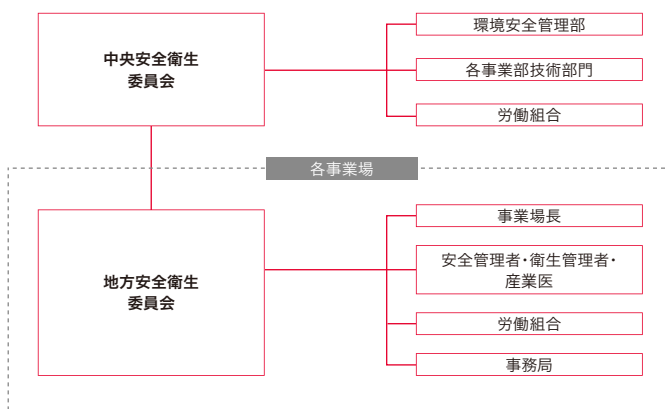 中央安全衛生
委員会
環境安全管理部
各事業部技術部門
労働組合
各事業場
地方安全衛生
委員会
事業場長
安全管理者・衛生管理者・
産業医
労働組合
事務局